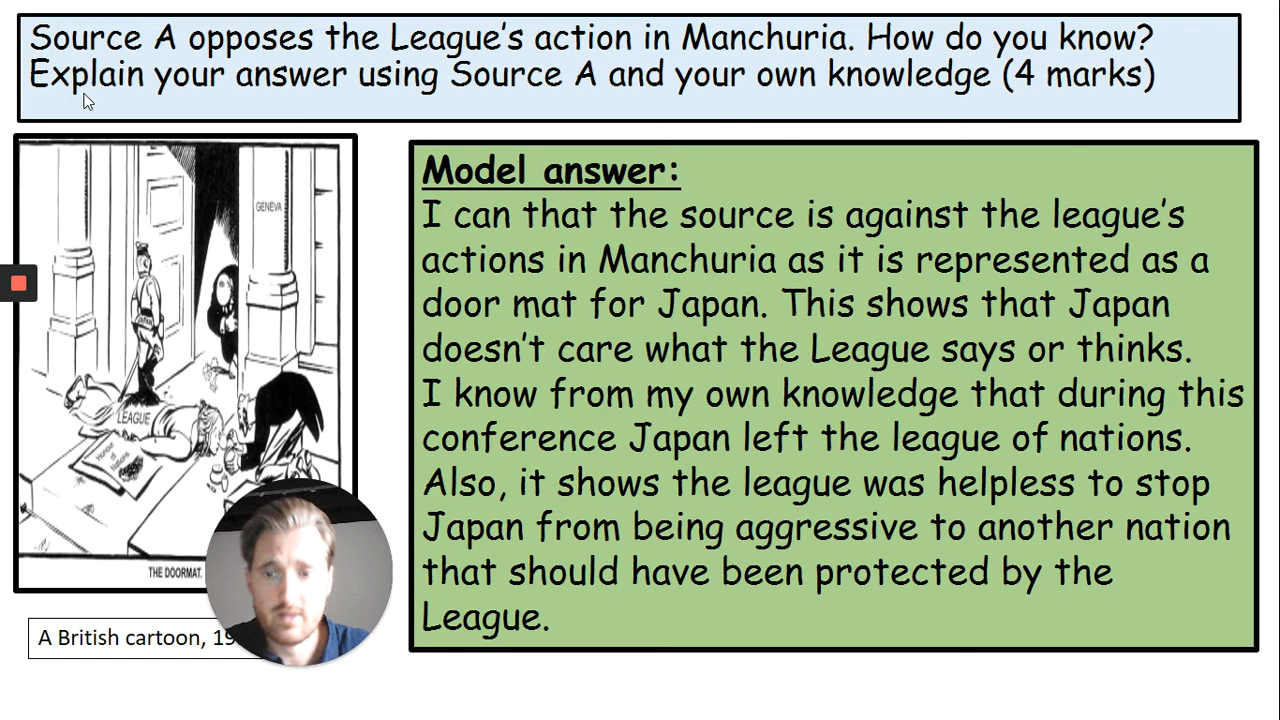 Source A opposes the League's action in Manchuria. How do you know?
Explain your answer using Source A and your own knowledge (4 marks)
GENEVA
JAPAN
LEAGUE
Honour
of
Nations
THE DOORMAT.
A British cartoon, 19
Model answer:
I can that the source is against the league's
actions in Manchuria as it is represented as a
door mat for Japan. This shows that Japan
doesn't care what the League says or thinks.
I know from my own knowledge that during this
conference Japan left the league of nations.
Also, it shows the league was helpless to stop
Japan from being aggressive to another nation
that should have been protected by the
League.